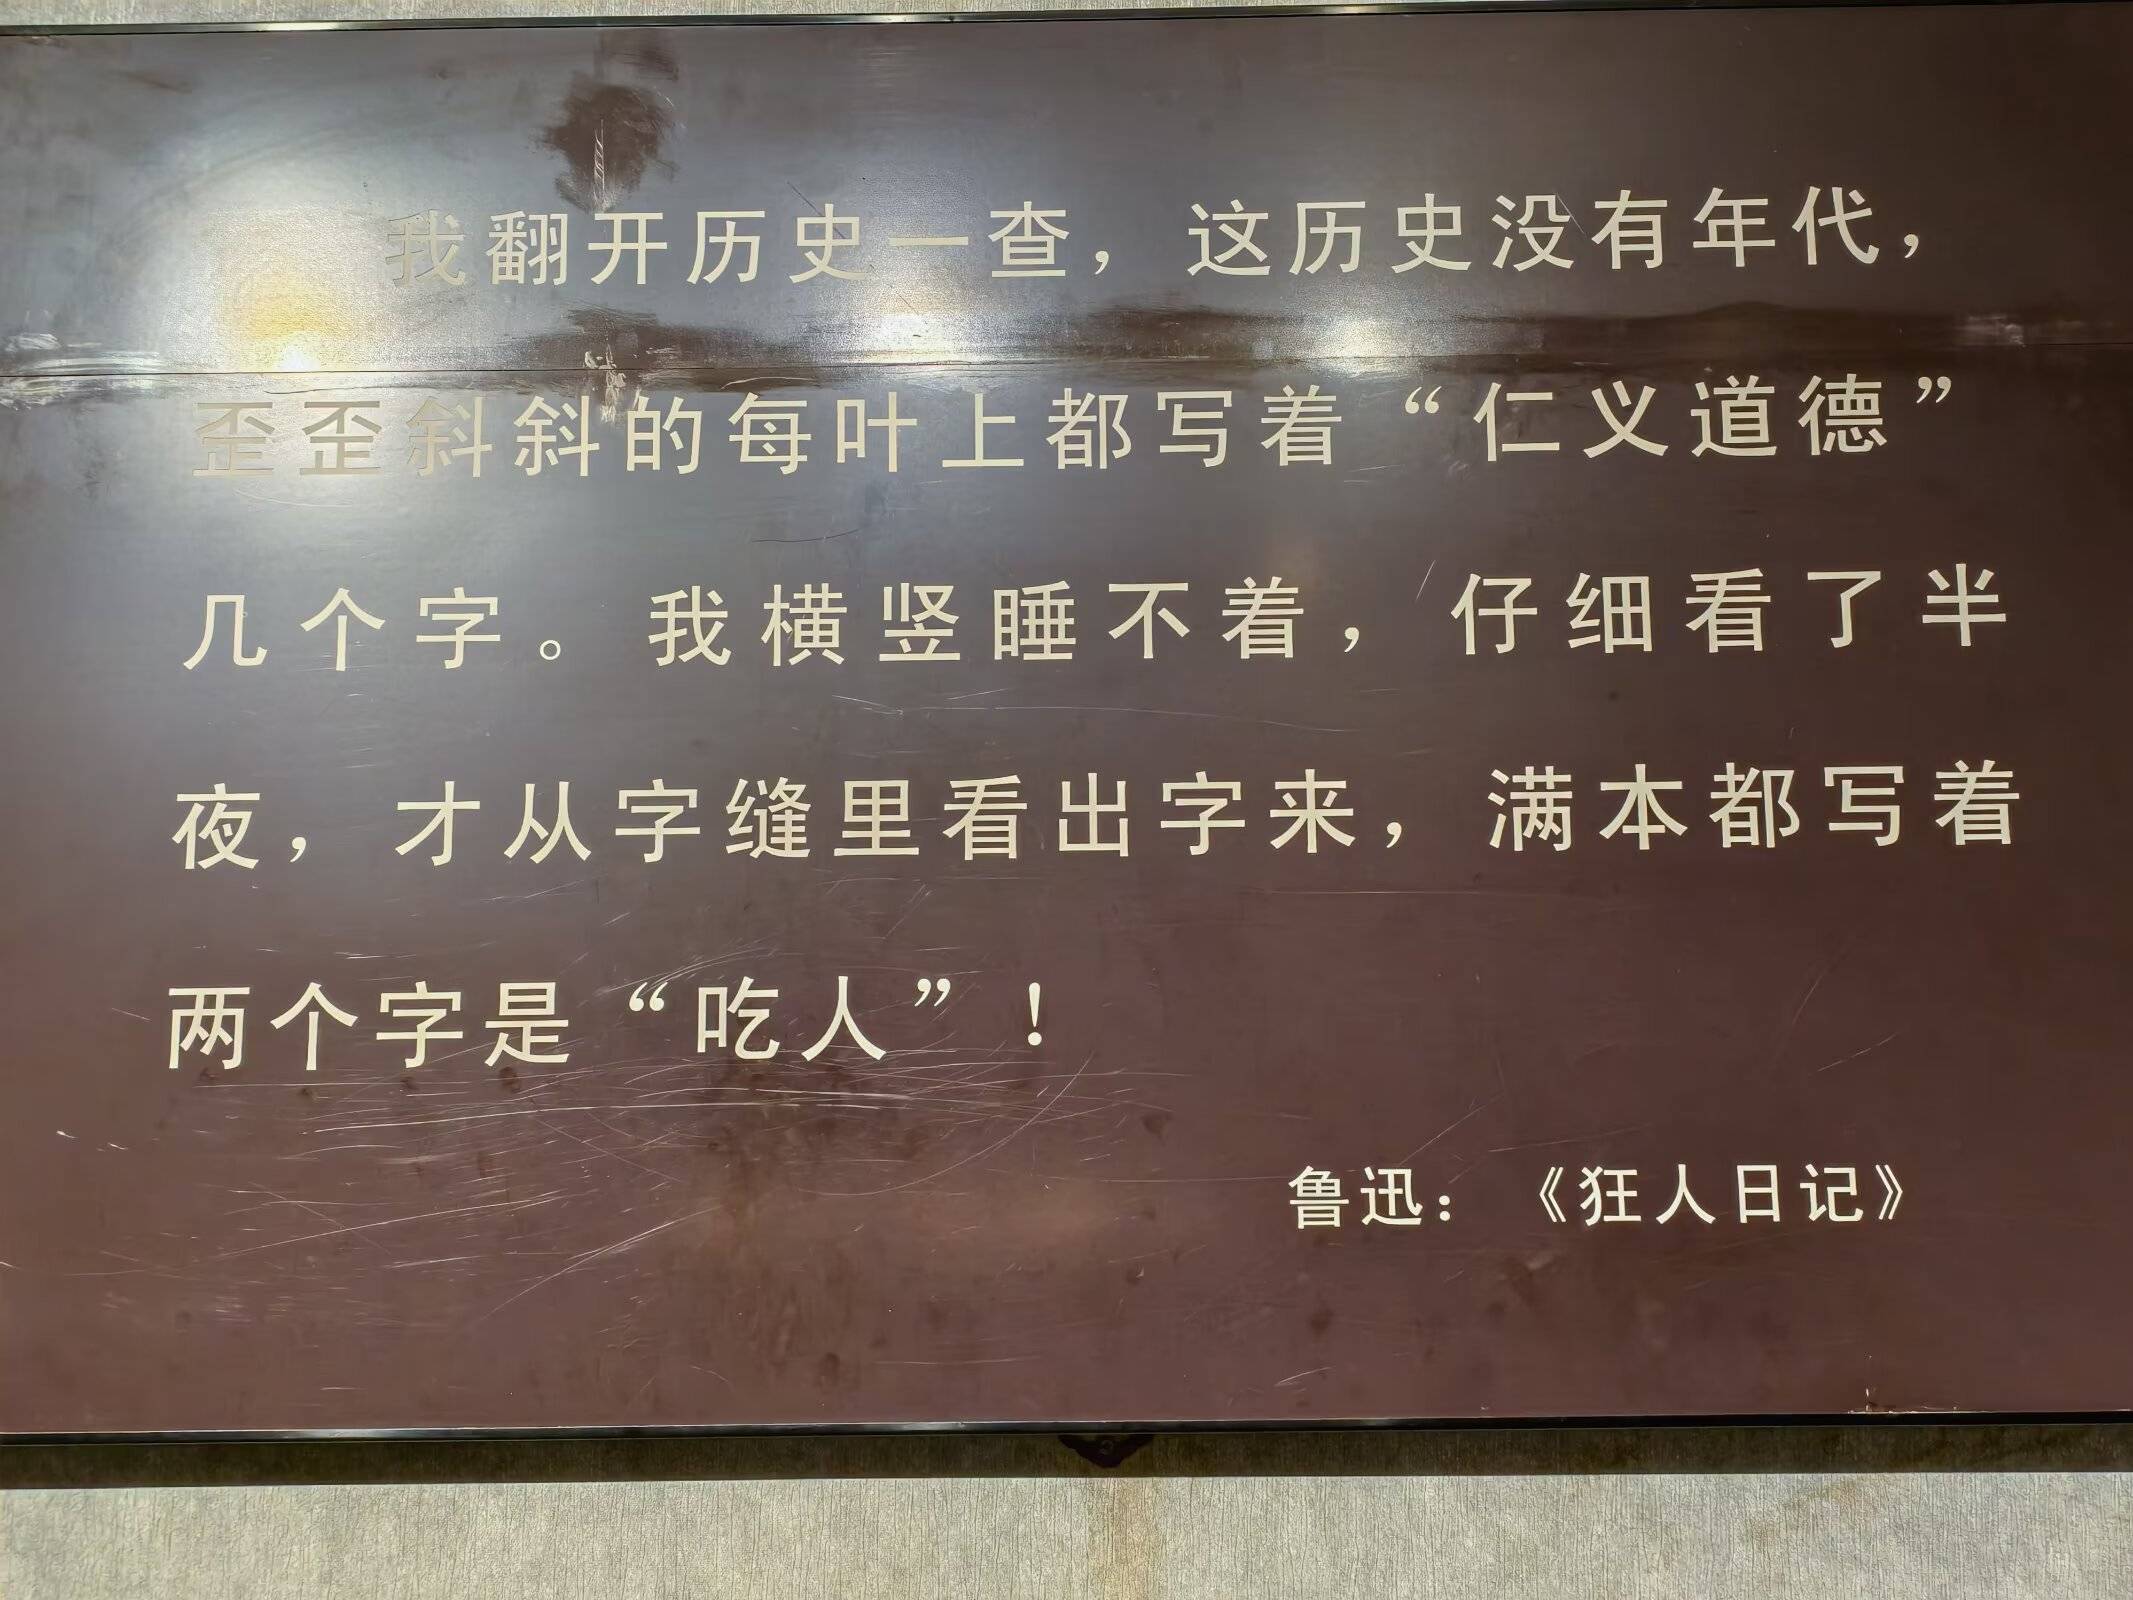 我翻开历史一查，这历史没有年代，
歪歪斜斜的每叶上都写着“仁义道德”
几个字。我横竖睡不着，仔细看了半
夜，才从字缝里看出字来，满本都写着
两个字是“吃人”！
鲁迅：《狂人日记》